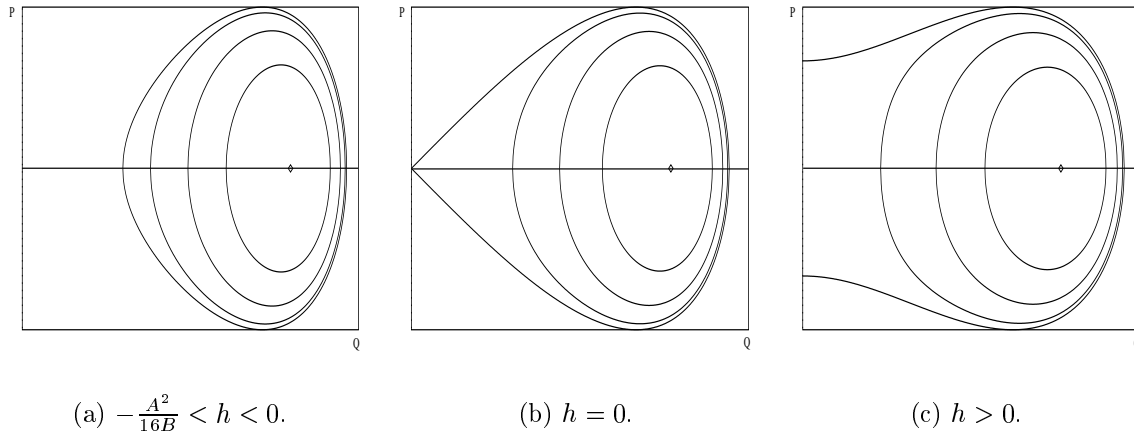 P
P
P
Q
Q
(a) $-\frac{A^2}{16B} < h < 0.$
(b) $h = 0.$
(c) $h > 0.$